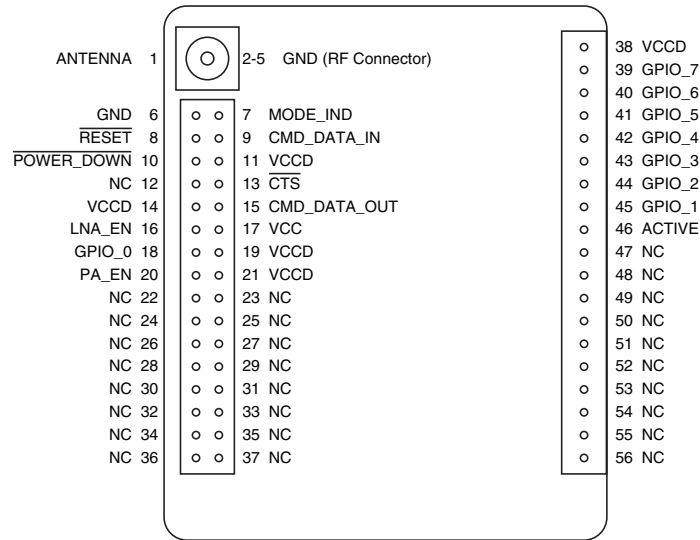 ANTENNA 1 2-5 GND (RF Connector)
GND 6 7 MODE_IND
RESET 8 9 CMD_DATA_IN
POWER_DOWN 10 11 VCCD
NC 12 13 CTS
VCCD 14 15 CMD_DATA_OUT
LNA_EN 16 17 VCC
GPIO_0 18 19 VCCD
PA_EN 20 21 VCCD
NC 22 23 NC
NC 24 25 NC
NC 26 27 NC
NC 28 29 NC
NC 30 31 NC
NC 32 33 NC
NC 34 35 NC
NC 36 37 NC
38 VCCD
39 GPIO_7
40 GPIO_6
41 GPIO_5
42 GPIO_4
43 GPIO_3
44 GPIO_2
45 GPIO_1
46 ACTIVE
47 NC
48 NC
49 NC
50 NC
51 NC
52 NC
53 NC
54 NC
55 NC
56 NC